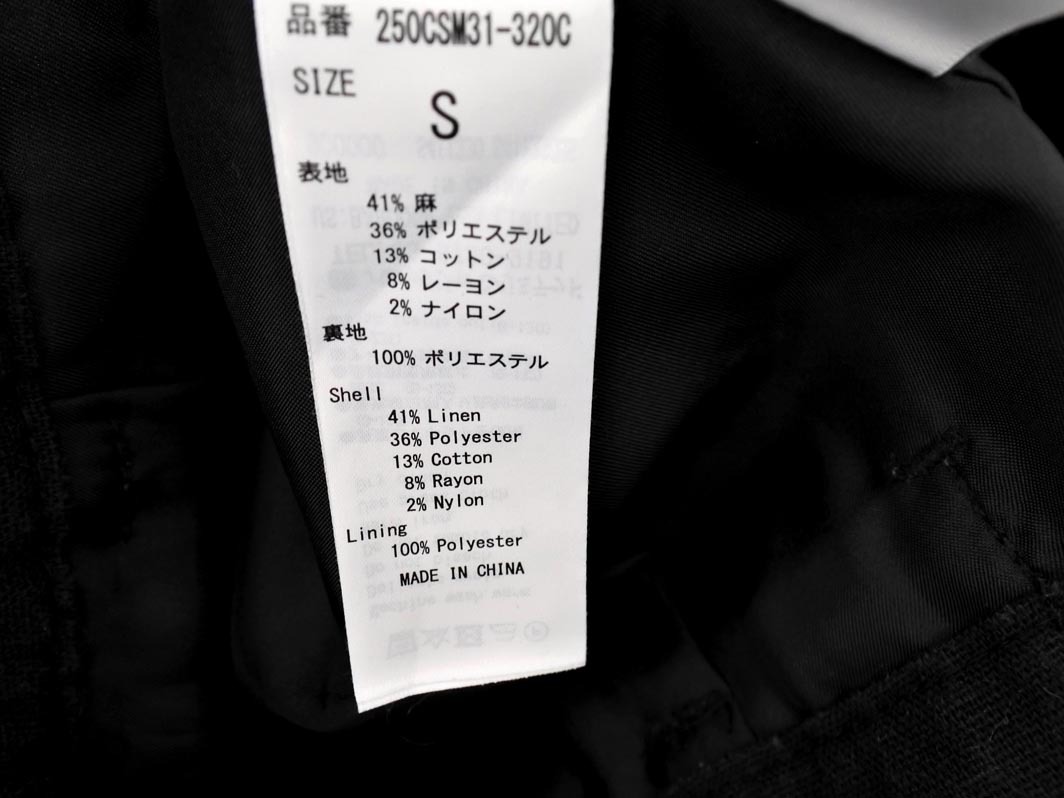 品番 250CSM31-320C
SIZE
S
表地
41% 麻
36% ポリエステル
13% コットン
8% レーヨン
2% ナイロン
裏地
100% ポリエステル
Shell
41% Linen
36% Polyester
13% Cotton
8% Rayon
2% Nylon
Lining
100% Polyester
MADE IN CHINA